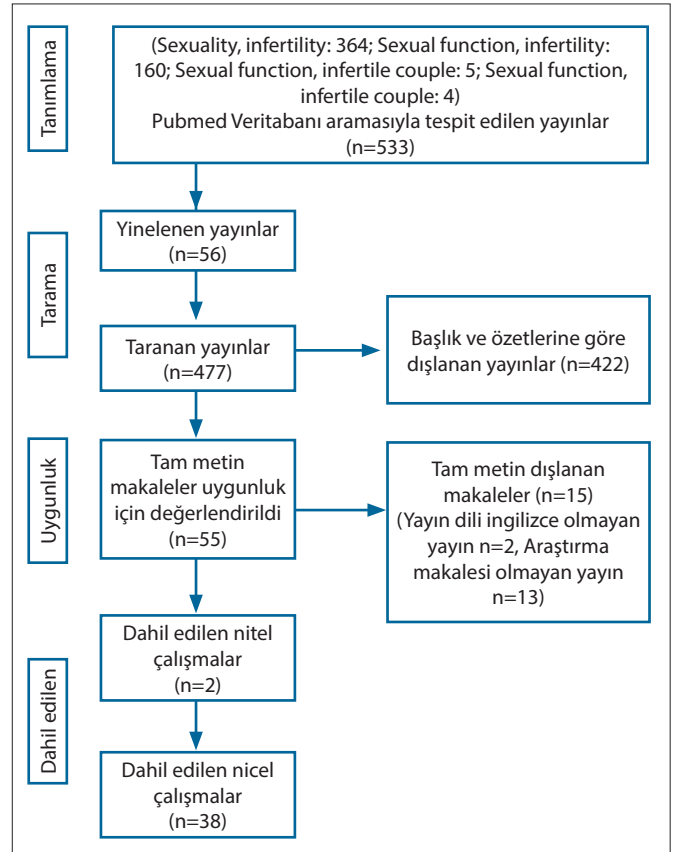 Tanımlama
(Sexuality, infertility: 364; Sexual function, infertility:
160; Sexual function, infertile couple: 5; Sexual function,
infertile couple: 4)
Pubmed Veritabanı aramasıyla tespit edilen yayınlar
(n=533)
Tarama
Yinelenen yayınlar
(n=56)
Taranan yayınlar
(n=477)
Başlık ve özetlerine göre
dışlanan yayınlar (n=422)
Uygunluk
Tam metin
makaleler uygunluk
için değerlendirildi
(n=55)
Tam metin dışlanan
makaleler (n=15)
(Yayın dili ingilizce olmayan
yayın n=2, Araştırma
makalesi olmayan yayın
n=13)
Dahil edilen
Dahil edilen nitel
çalışmalar
(n=2)
Dahil edilen nicel
çalışmalar
(n=38)